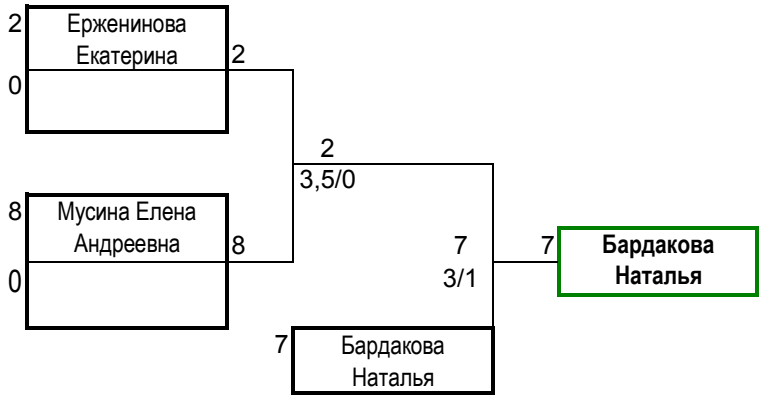 2
Ерженинова
Екатерина
2
0
2
3,5/0
8
Мусина Елена
Андреевна
8
0
7
3/1
7
Бардакова
Наталья
7
Бардакова
Наталья